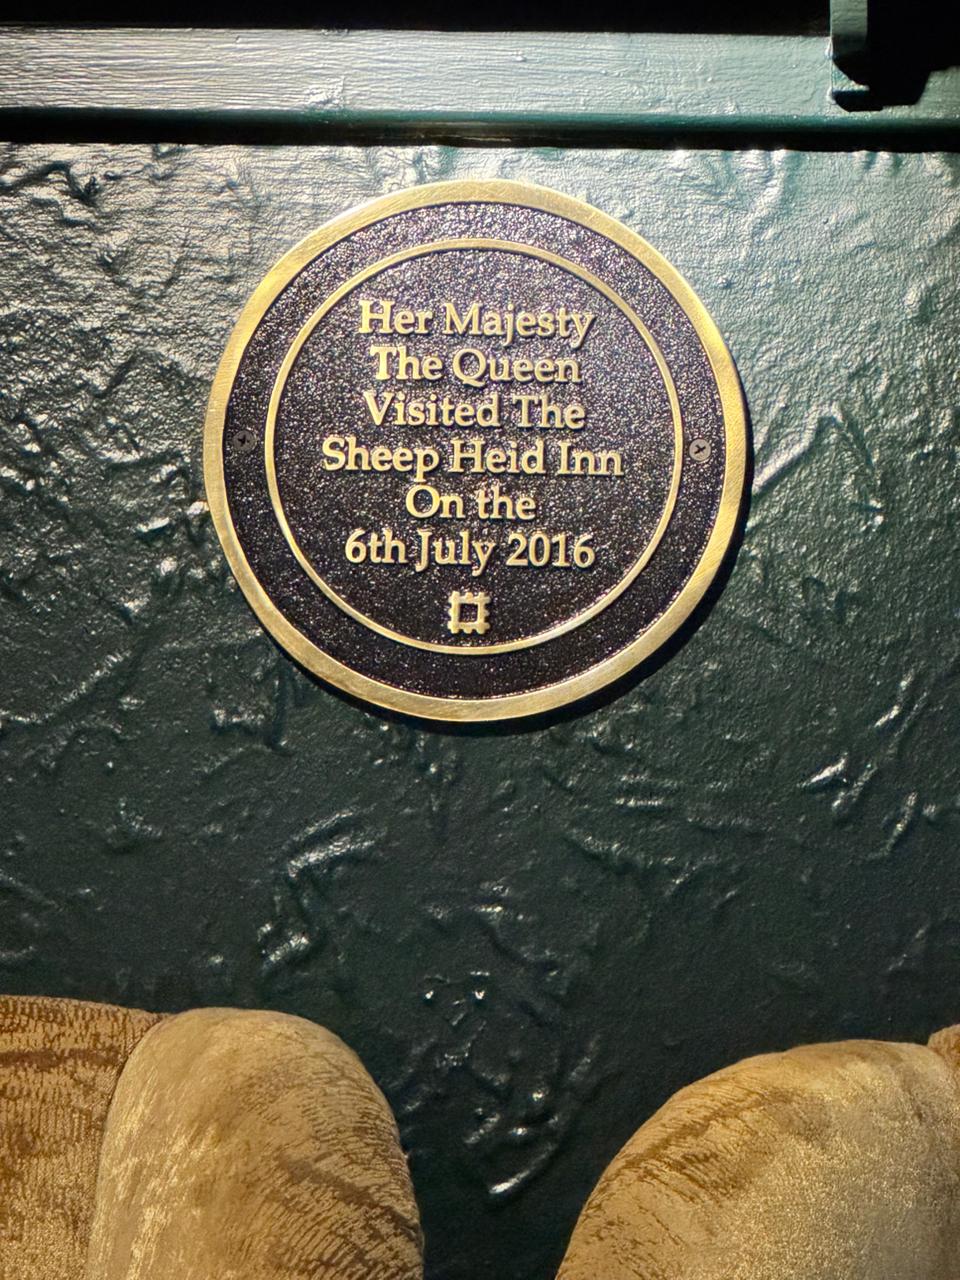 Her Majesty
The Queen
Visited The
Sheep Heid Inn
On the
6th July 2016